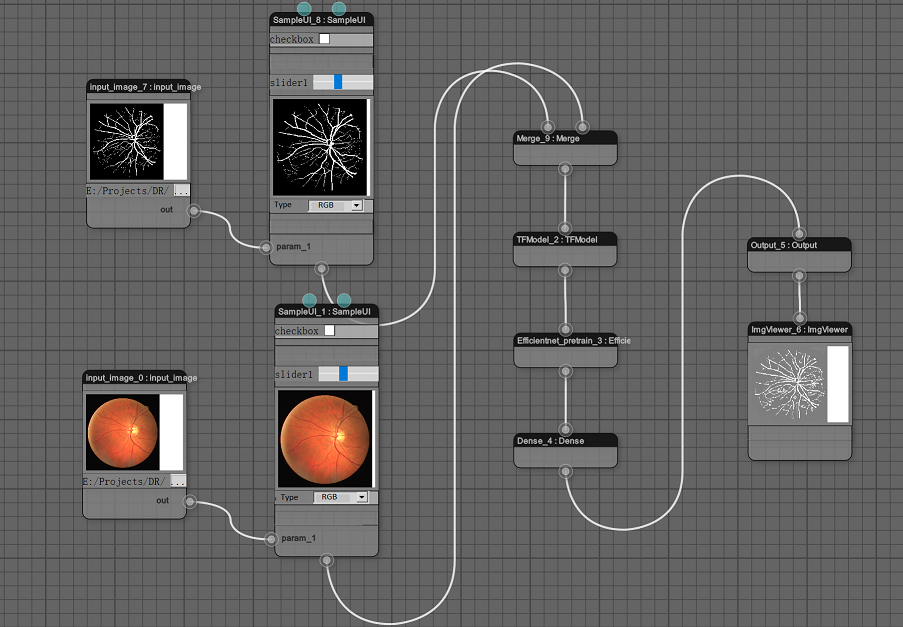 SampleUI_8 : SampleUI
checkbox
slider1
Type RGB
param_1
input_image_7 : input_image
E:/Projects/DR/ ...
out
SampleUI_1 : SampleUI
checkbox
slider1
Type RGB
param_1
input_image_0 : input_image
E:/Projects/DR/ ...
out
Merge_9 : Merge
TFModel_2 : TFModel
Efficientnet_pretrain_3 : Efficie
Dense_4 : Dense
Output_5 : Output
ImgViewer_6 : ImgViewer